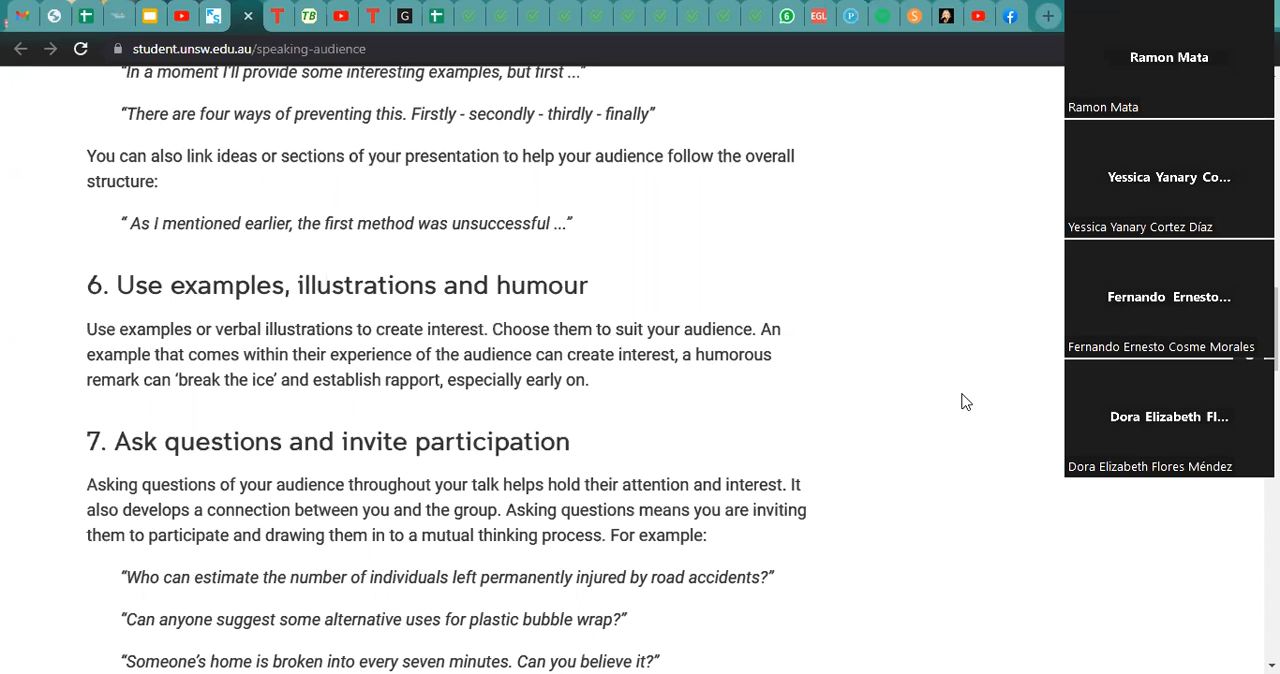 6
EGL
TB
G
P
S
student.unsw.edu.au/speaking-audience
“In a moment I'll provide some interesting examples, but first ...”
“There are four ways of preventing this. Firstly - secondly - thirdly - finally”
You can also link ideas or sections of your presentation to help your audience follow the overall
structure:
“ As I mentioned earlier, the first method was unsuccessful ...”
6. Use examples, illustrations and humour
Use examples or verbal illustrations to create interest. Choose them to suit your audience. An
example that comes within their experience of the audience can create interest, a humorous
remark can ‘break the ice’ and establish rapport, especially early on.
7. Ask questions and invite participation
Asking questions of your audience throughout your talk helps hold their attention and interest. It
also develops a connection between you and the group. Asking questions means you are inviting
them to participate and drawing them in to a mutual thinking process. For example:
“Who can estimate the number of individuals left permanently injured by road accidents?”
“Can anyone suggest some alternative uses for plastic bubble wrap?”
“Someone’s home is broken into every seven minutes. Can you believe it?”
Ramon Mata
Ramon Mata
Yessica Yanary Co...
Yessica Yanary Cortez Díaz
Fernando Ernesto...
Fernando Ernesto Cosme Morales
Dora Elizabeth Fl...
Dora Elizabeth Flores Méndez